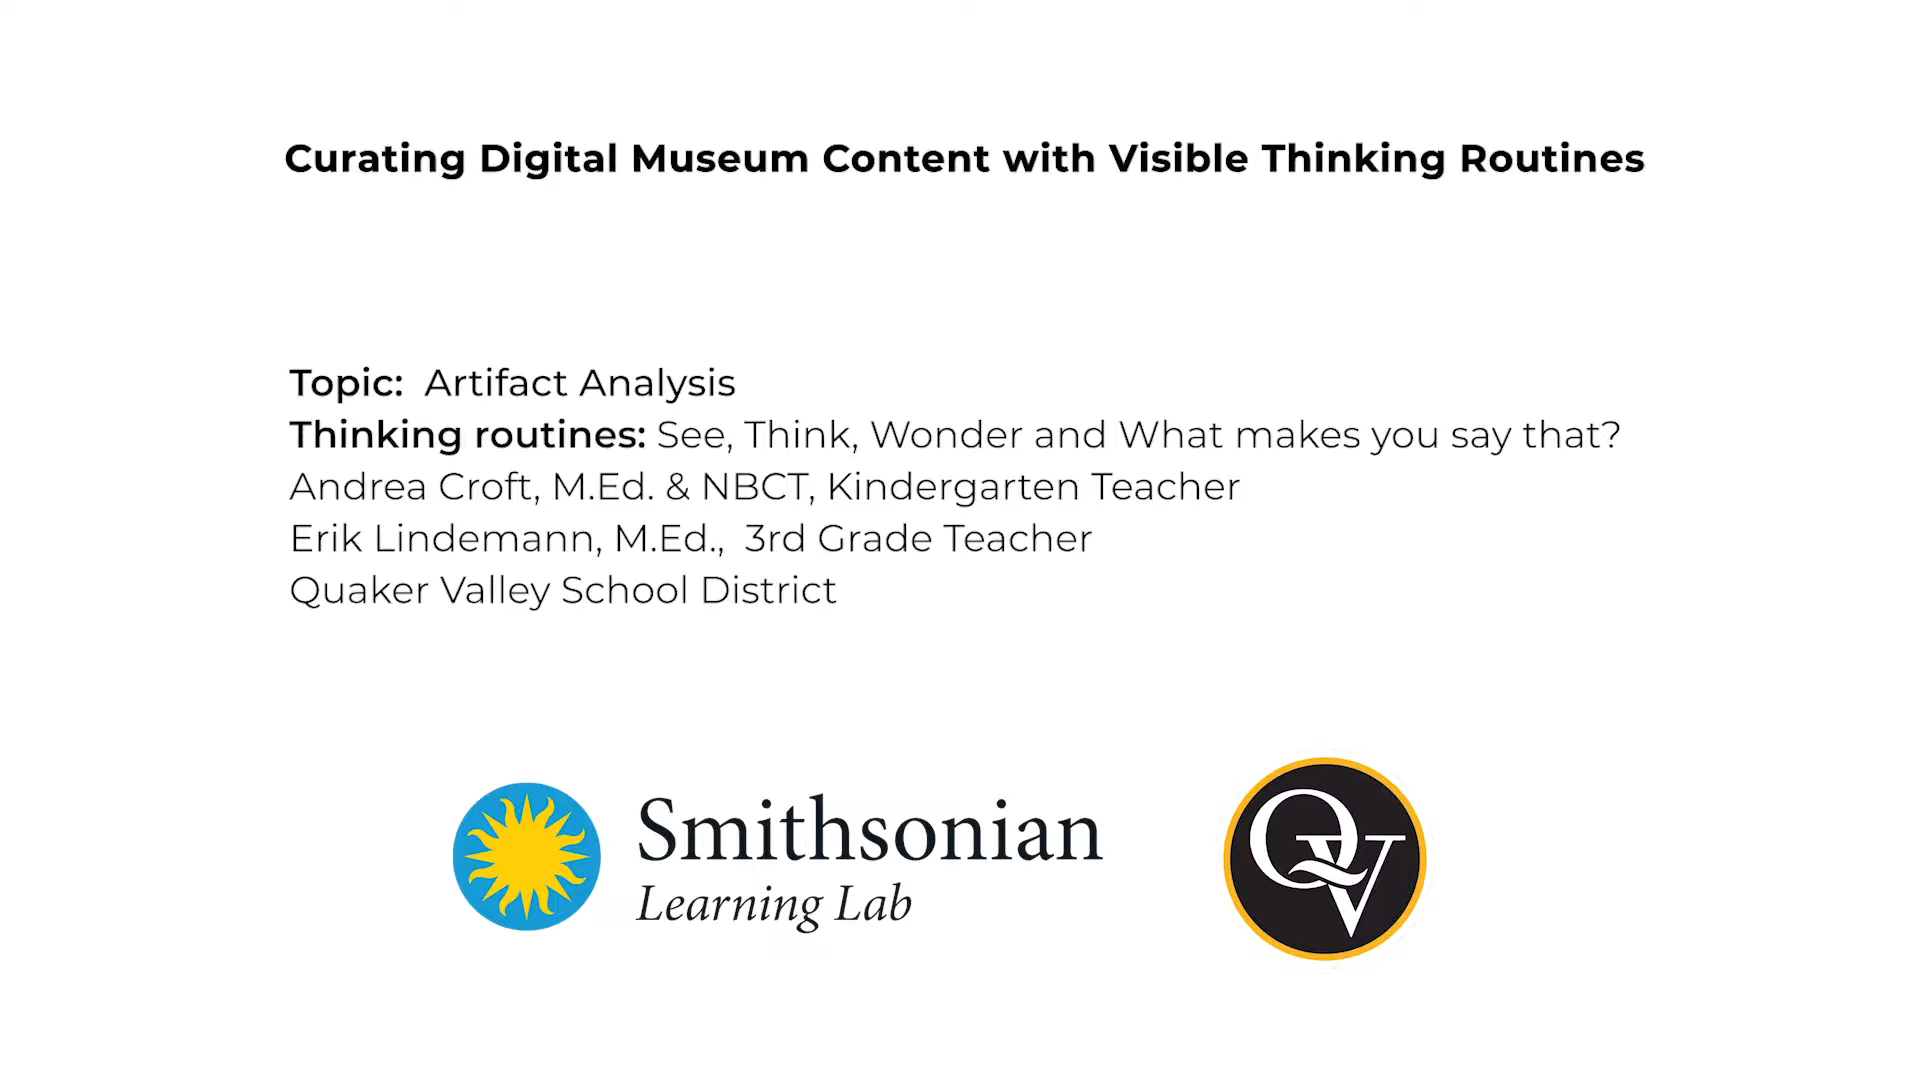 Curating Digital Museum Content with Visible Thinking Routines
Topic: Artifact Analysis
Thinking routines: See, Think, Wonder and What makes you say that?
Andrea Croft, M.Ed. & NBCT, Kindergarten Teacher
Erik Lindemann, M.Ed., 3rd Grade Teacher
Quaker Valley School District
Smithsonian
Learning Lab
QV